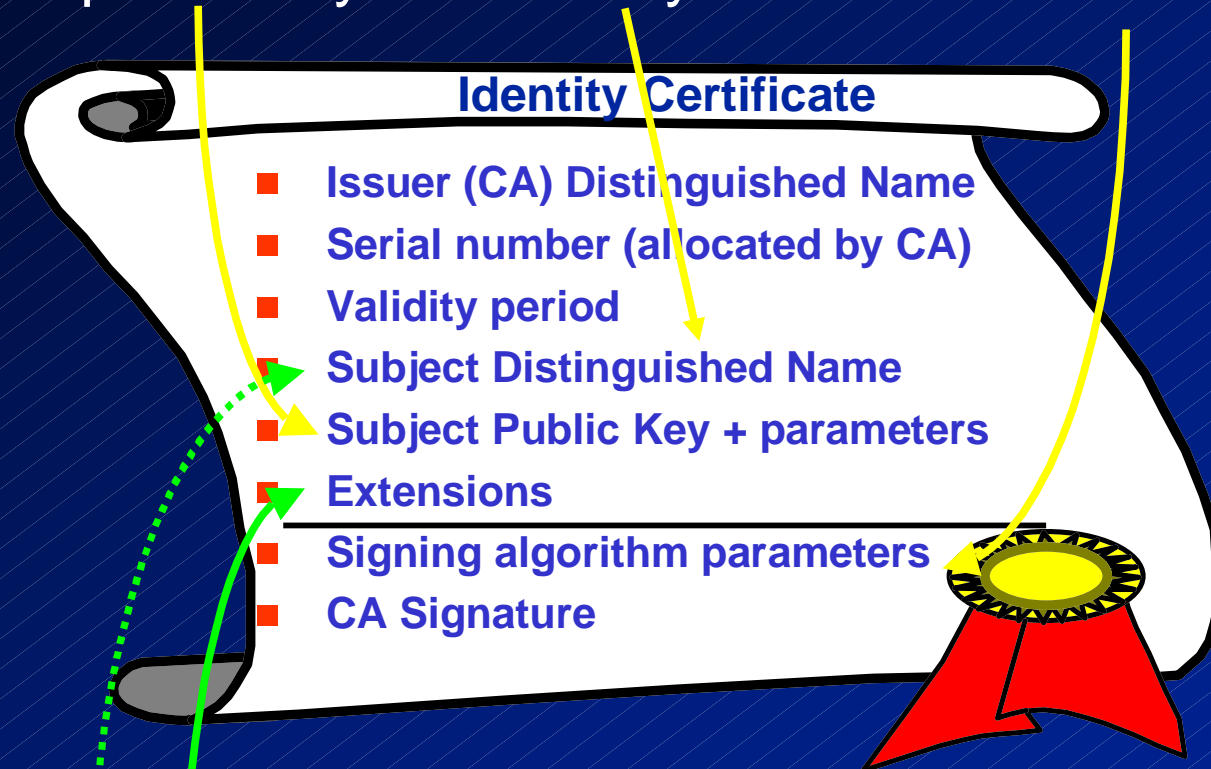 Identity Certificate
Issuer (CA) Distinguished Name
Serial number (allocated by CA)
Validity period
Subject Distinguished Name
Subject Public Key + parameters
Extensions
Signing algorithm parameters
CA Signature